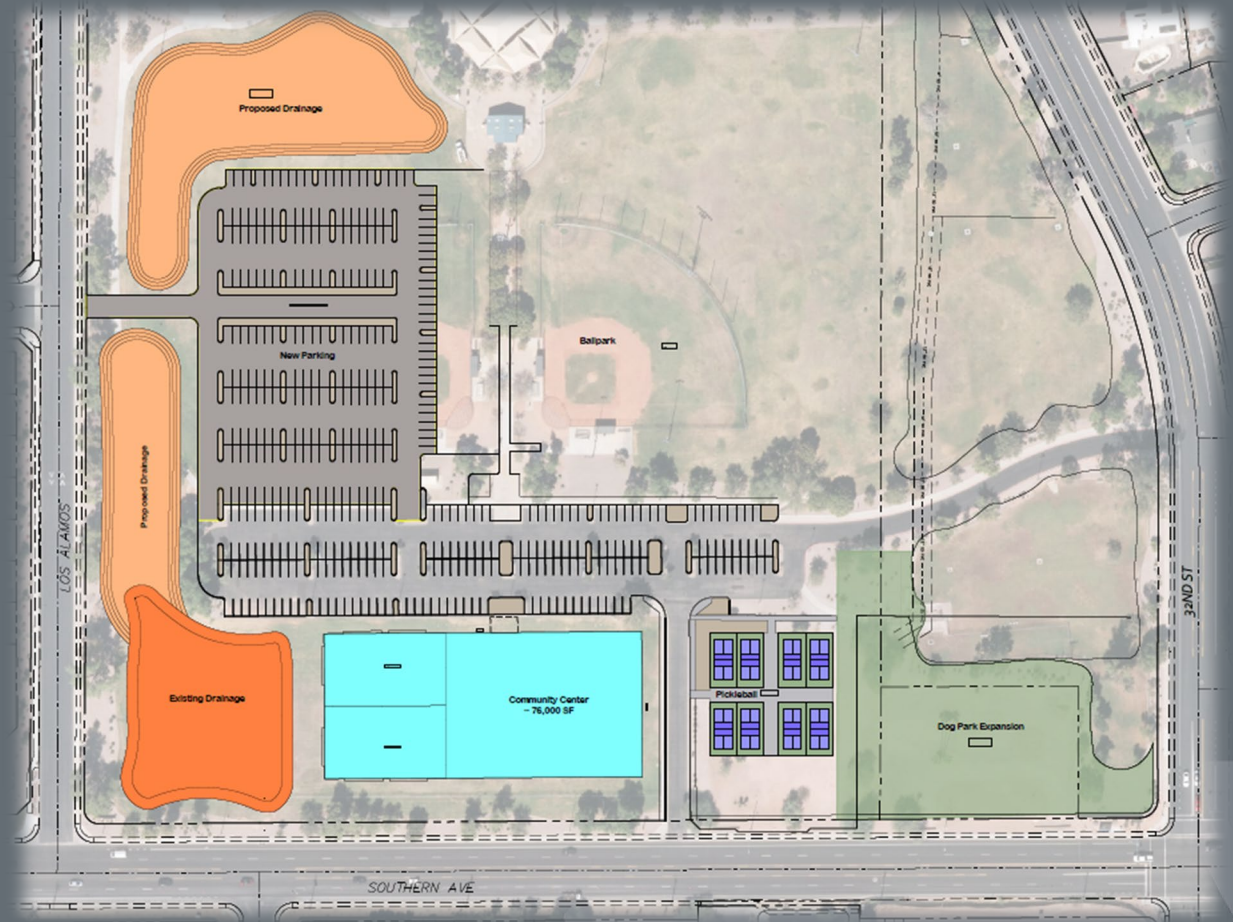 Proposed Drainage
Ballpark
New Parking
Proposed Drainage
LOS ALAMOS
32ND ST
Existing Drainage
Community Center
~ 76,000 SF
Pickleball
Dog Park Expansion
SOUTHERN AVE